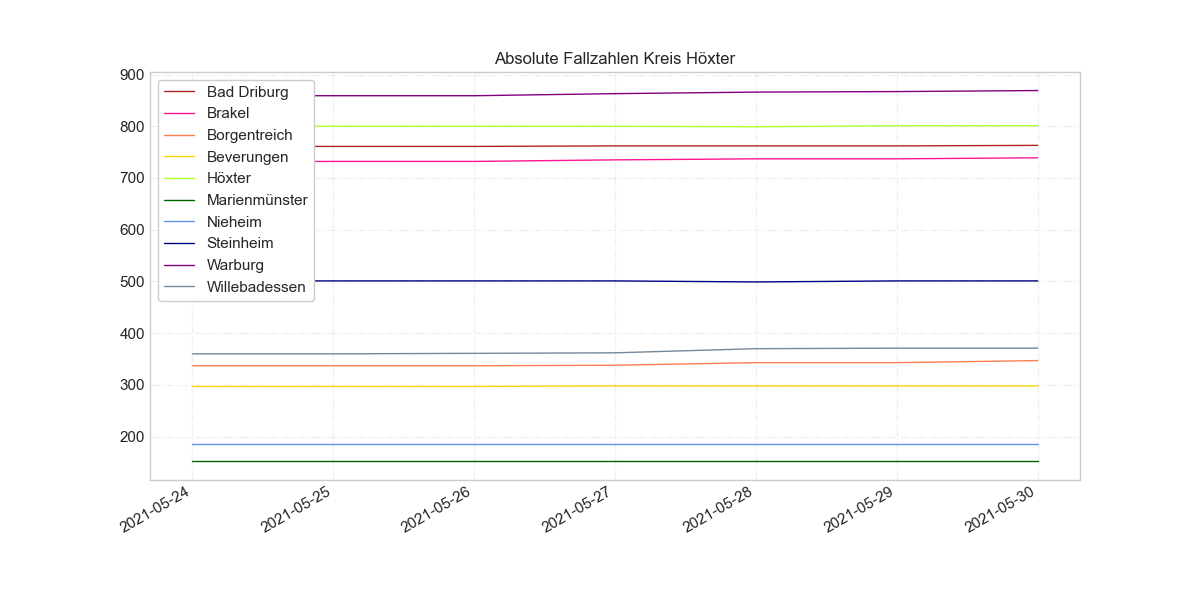 Absolute Fallzahlen Kreis Höxter
900
800
700
600
500
400
300
200
Bad Driburg
Brakel
Borgentreich
Beverungen
Höxter
Marienmünster
Nieheim
Steinheim
Warburg
Willebadessen
2021-05-24
2021-05-25
2021-05-26
2021-05-27
2021-05-28
2021-05-29
2021-05-30